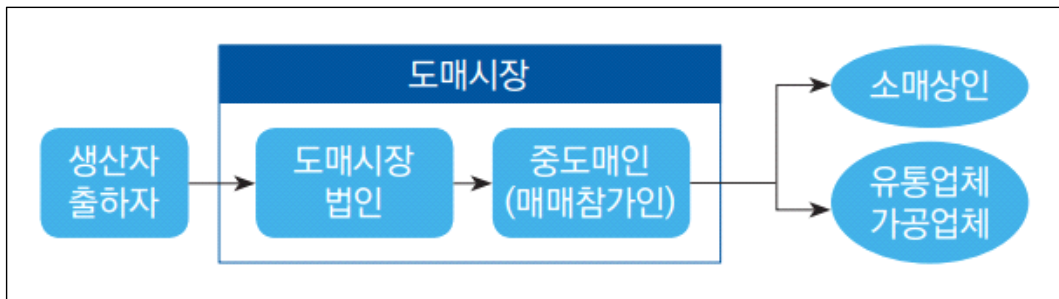 도매시장
생산자
출하자
도매시장
법인
중도매인
(매매참가인)
소매상인
유통업체
가공업체